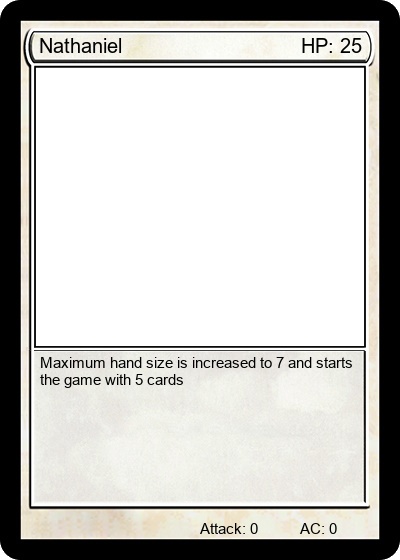 Nathaniel HP: 25
Maximum hand size is increased to 7 and starts
the game with 5 cards
Attack: 0 AC: 0